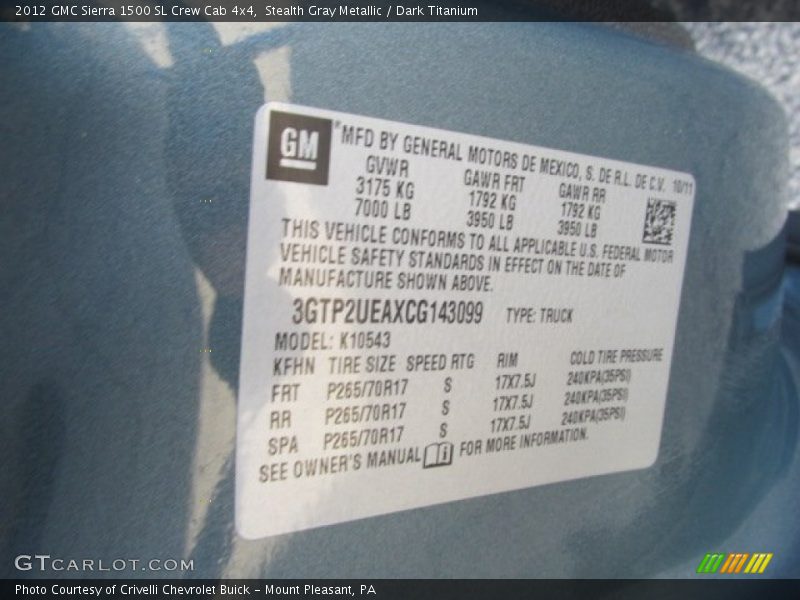 2012 GMC Sierra 1500 SL Crew Cab 4x4, Stealth Gray Metallic / Dark Titanium
GM
*MFD BY GENERAL MOTORS DE MEXICO, S. DE R.L. DE C.V. 10/11
GVWR GAWR FRT GAWR RR
3175 KG 1792 KG 1792 KG
7000 LB 3950 LB 3950 LB
THIS VEHICLE CONFORMS TO ALL APPLICABLE U.S. FEDERAL MOTOR
VEHICLE SAFETY STANDARDS IN EFFECT ON THE DATE OF
MANUFACTURE SHOWN ABOVE.
3GTP2UEAXCG143099 TYPE: TRUCK
MODEL: K10543
KFHN TIRE SIZE SPEED RTG RIM COLD TIRE PRESSURE
FRT P265/70R17 S 17X7.5J 240KPA(35PSI)
RR P265/70R17 S 17X7.5J 240KPA(35PSI)
SPA P265/70R17 S 17X7.5J 240KPA(35PSI)
SEE OWNER'S MANUAL FOR MORE INFORMATION.
GTCARLOT.COM
Photo Courtesy of Crivelli Chevrolet Buick - Mount Pleasant, PA